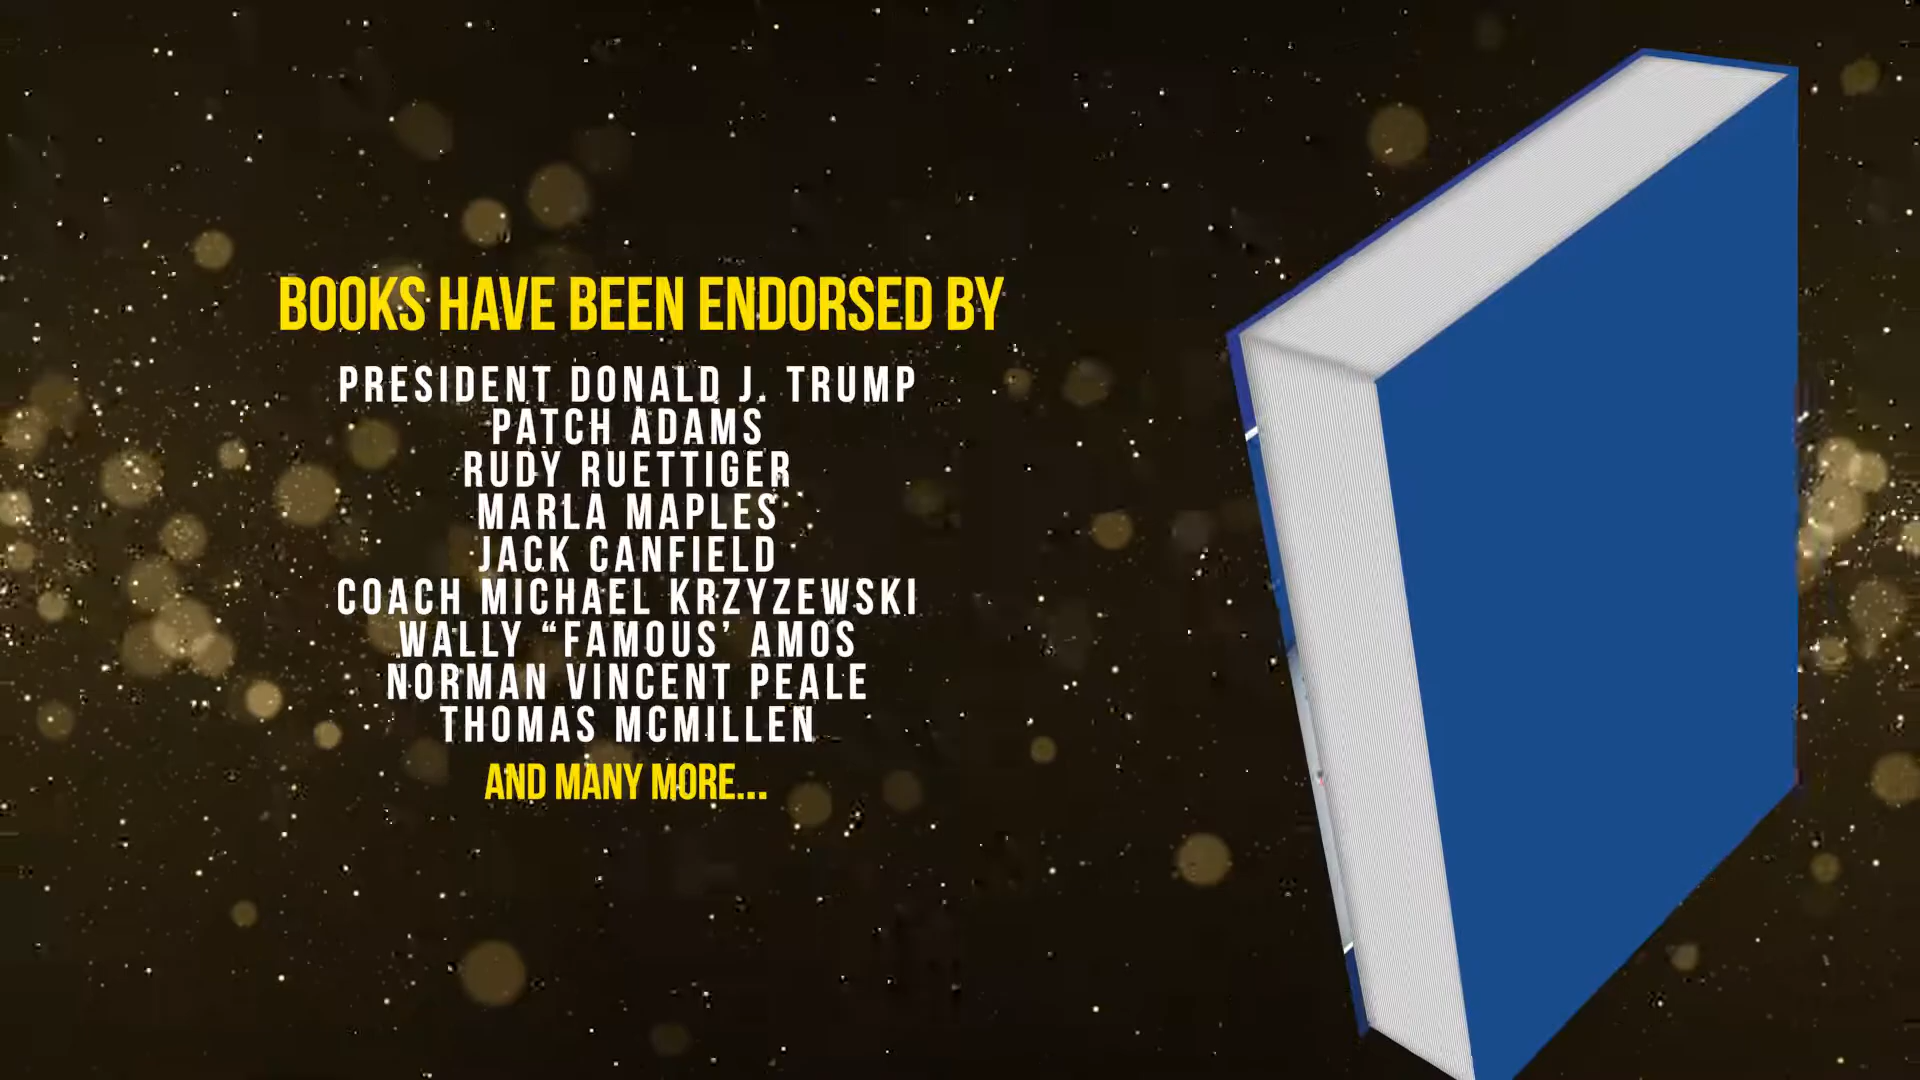 BOOKS HAVE BEEN ENDORSED BY
PRESIDENT DONALD J. TRUMP
PATCH ADAMS
RUDY RUETTIGER
MARLA MAPLES
JACK CANFIELD
COACH MICHAEL KRZYZEWSKI
WALLY “FAMOUS’ AMOS
NORMAN VINCENT PEALE
THOMAS MCMILLEN
AND MANY MORE...